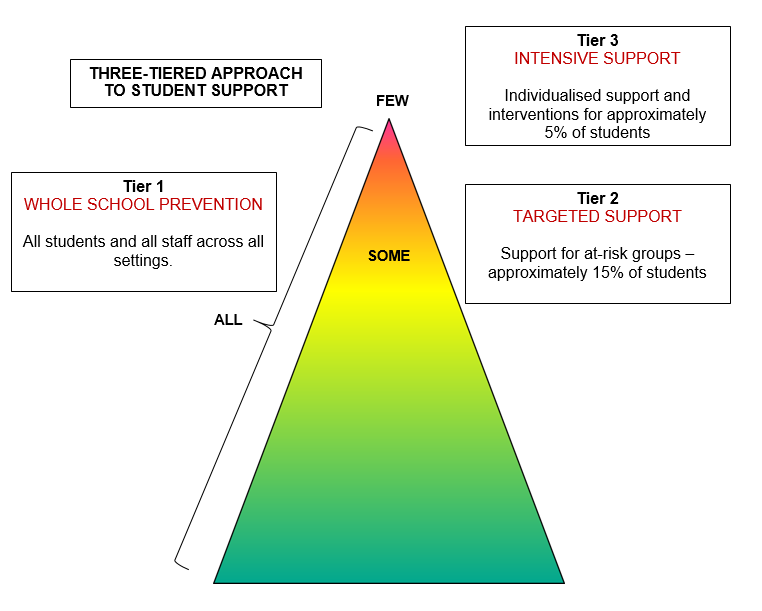 THREE-TIERED APPROACH
TO STUDENT SUPPORT
Tier 3
INTENSIVE SUPPORT
Individualised support and
interventions for approximately
5% of students
FEW
Tier 1
WHOLE SCHOOL PREVENTION
All students and all staff across all
settings.
Tier 2
TARGETED SUPPORT
Support for at-risk groups –
approximately 15% of students
SOME
ALL